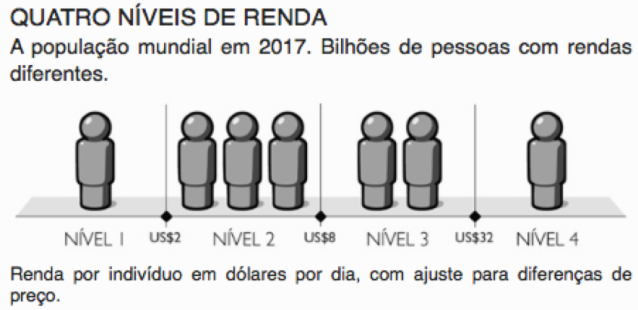 QUATRO NÍVEIS DE RENDA
A população mundial em 2017. Bilhões de pessoas com rendas
diferentes.
NÍVEL 1 US$2 NÍVEL 2 US$8 NÍVEL 3 US$32 NÍVEL 4
Renda por indivíduo em dólares por dia, com ajuste para diferenças de
preço.